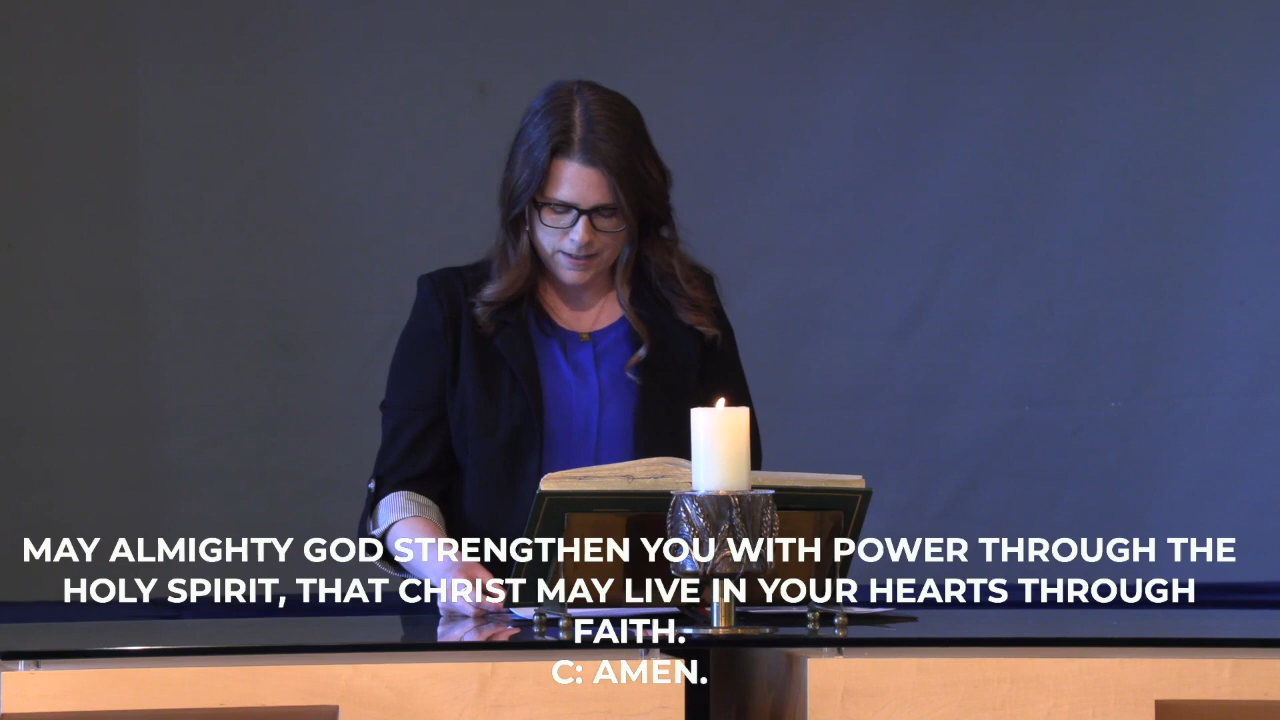 MAY ALMIGHTY GOD STRENGTHEN YOU WITH POWER THROUGH THE
HOLY SPIRIT, THAT CHRIST MAY LIVE IN YOUR HEARTS THROUGH
FAITH.
C: AMEN.